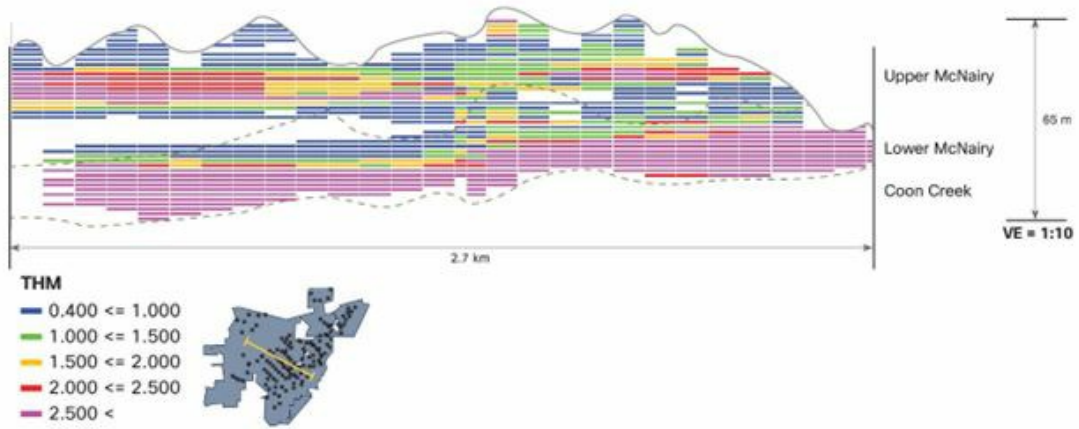 Upper McNairy
65 m
Lower McNairy
Coon Creek
VE = 1:10
2.7 km
THM
0.400 <= 1.000
1.000 <= 1.500
1.500 <= 2.000
2.000 <= 2.500
2.500 <